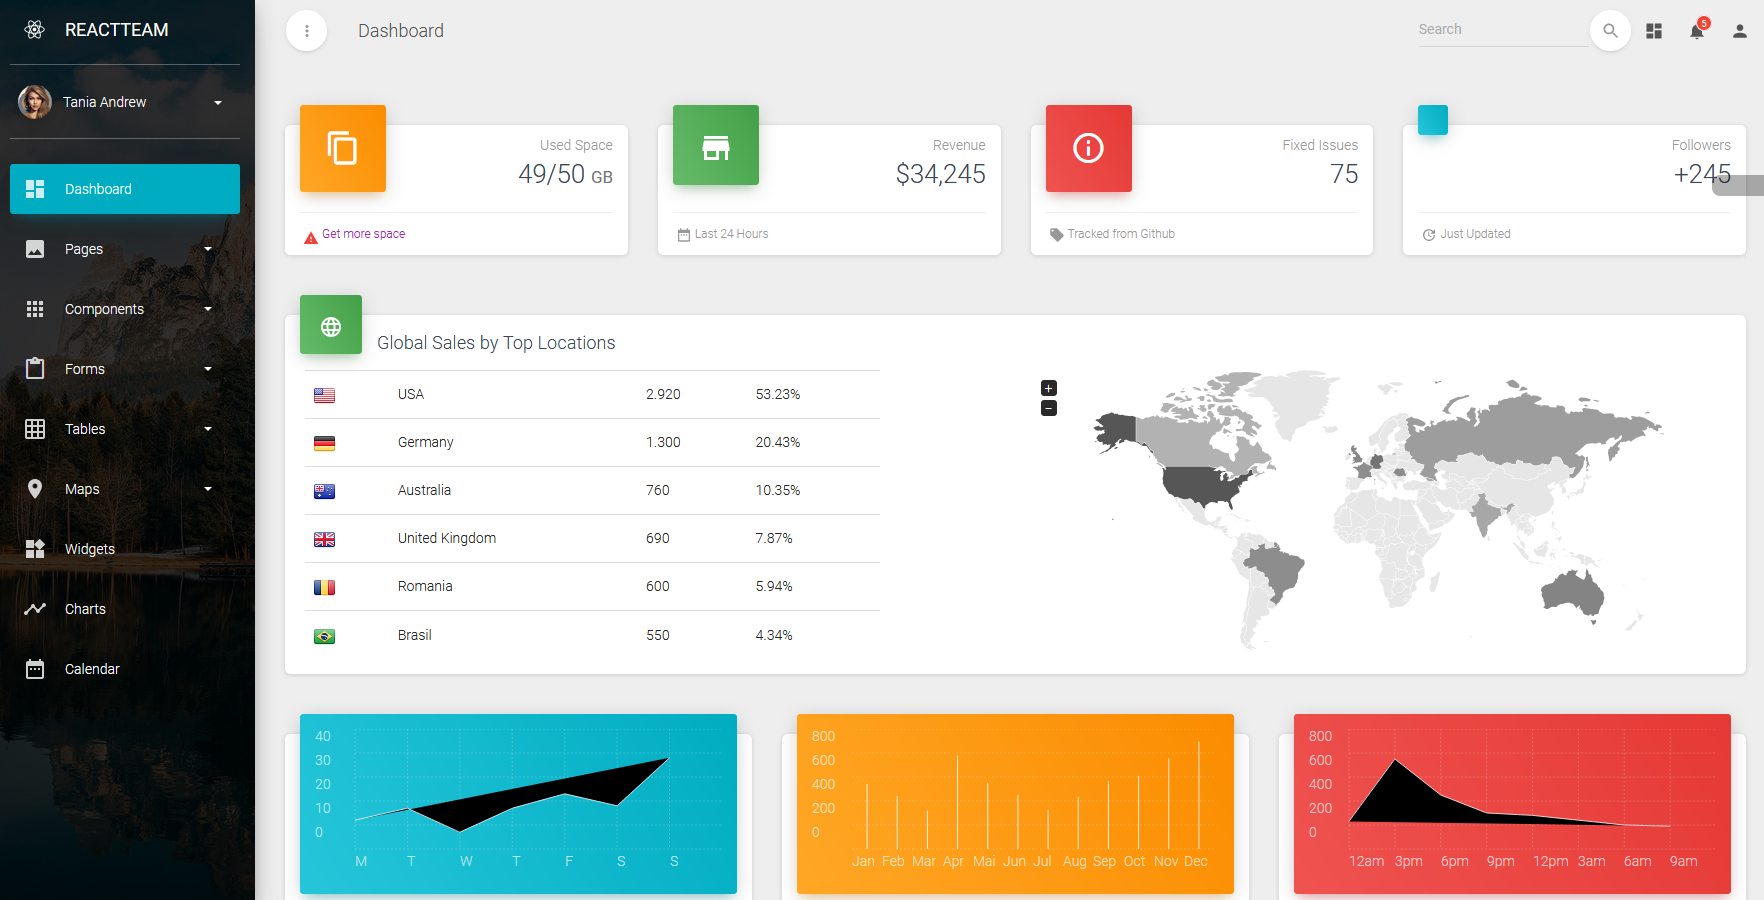 REACTTEAM
Tania Andrew
Dashboard
Pages
Components
Forms
Tables
Maps
Widgets
Charts
Calendar
Dashboard
Search
5
Used Space
49/50 GB
Get more space
Revenue
$34,245
Last 24 Hours
Fixed Issues
75
Tracked from Github
Followers
+245
Just Updated
Global Sales by Top Locations
USA 2.920 53.23%
Germany 1.300 20.43%
Australia 760 10.35%
United Kingdom 690 7.87%
Romania 600 5.94%
Brasil 550 4.34%
+
−
40
30
20
10
0
M T W T F S S
800
600
400
200
0
Jan Feb Mar Apr Mai Jun Jul Aug Sep Oct Nov Dec
800
600
400
200
0
12am 3pm 6pm 9pm 12pm 3am 6am 9am